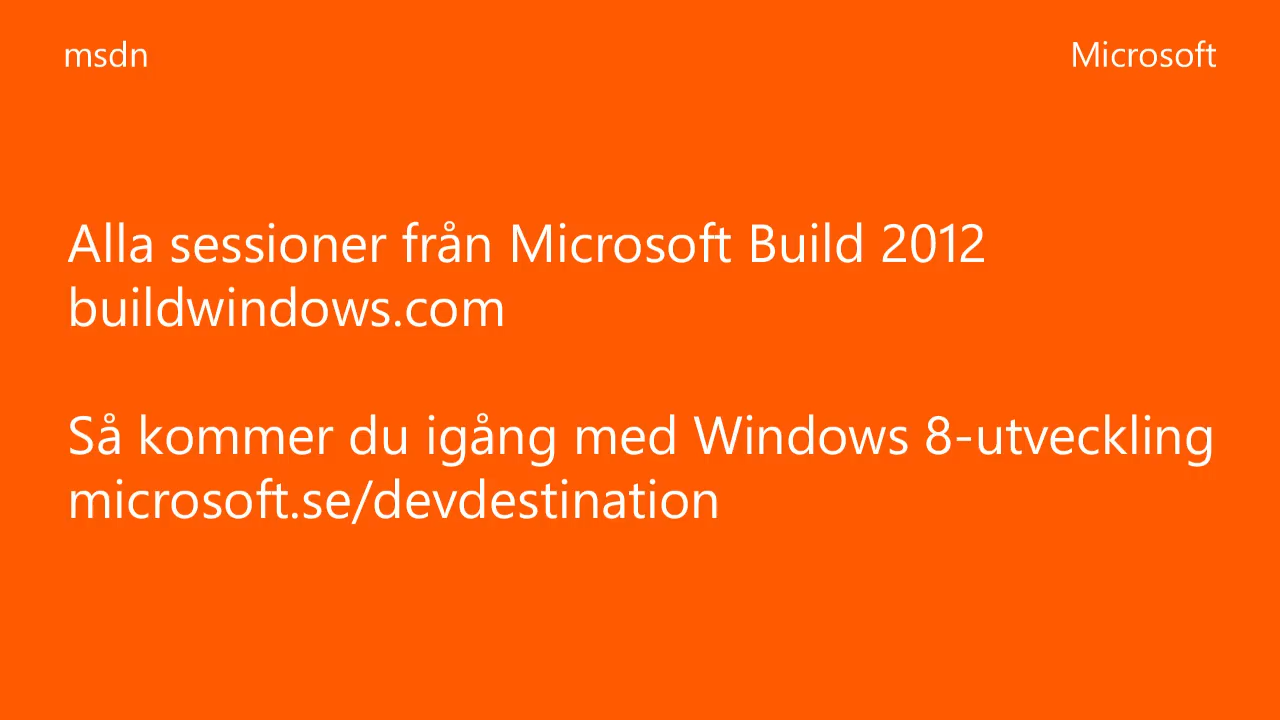 msdn
Microsoft
Alla sessioner från Microsoft Build 2012
buildwindows.com
Så kommer du igång med Windows 8-utveckling
microsoft.se/devdestination